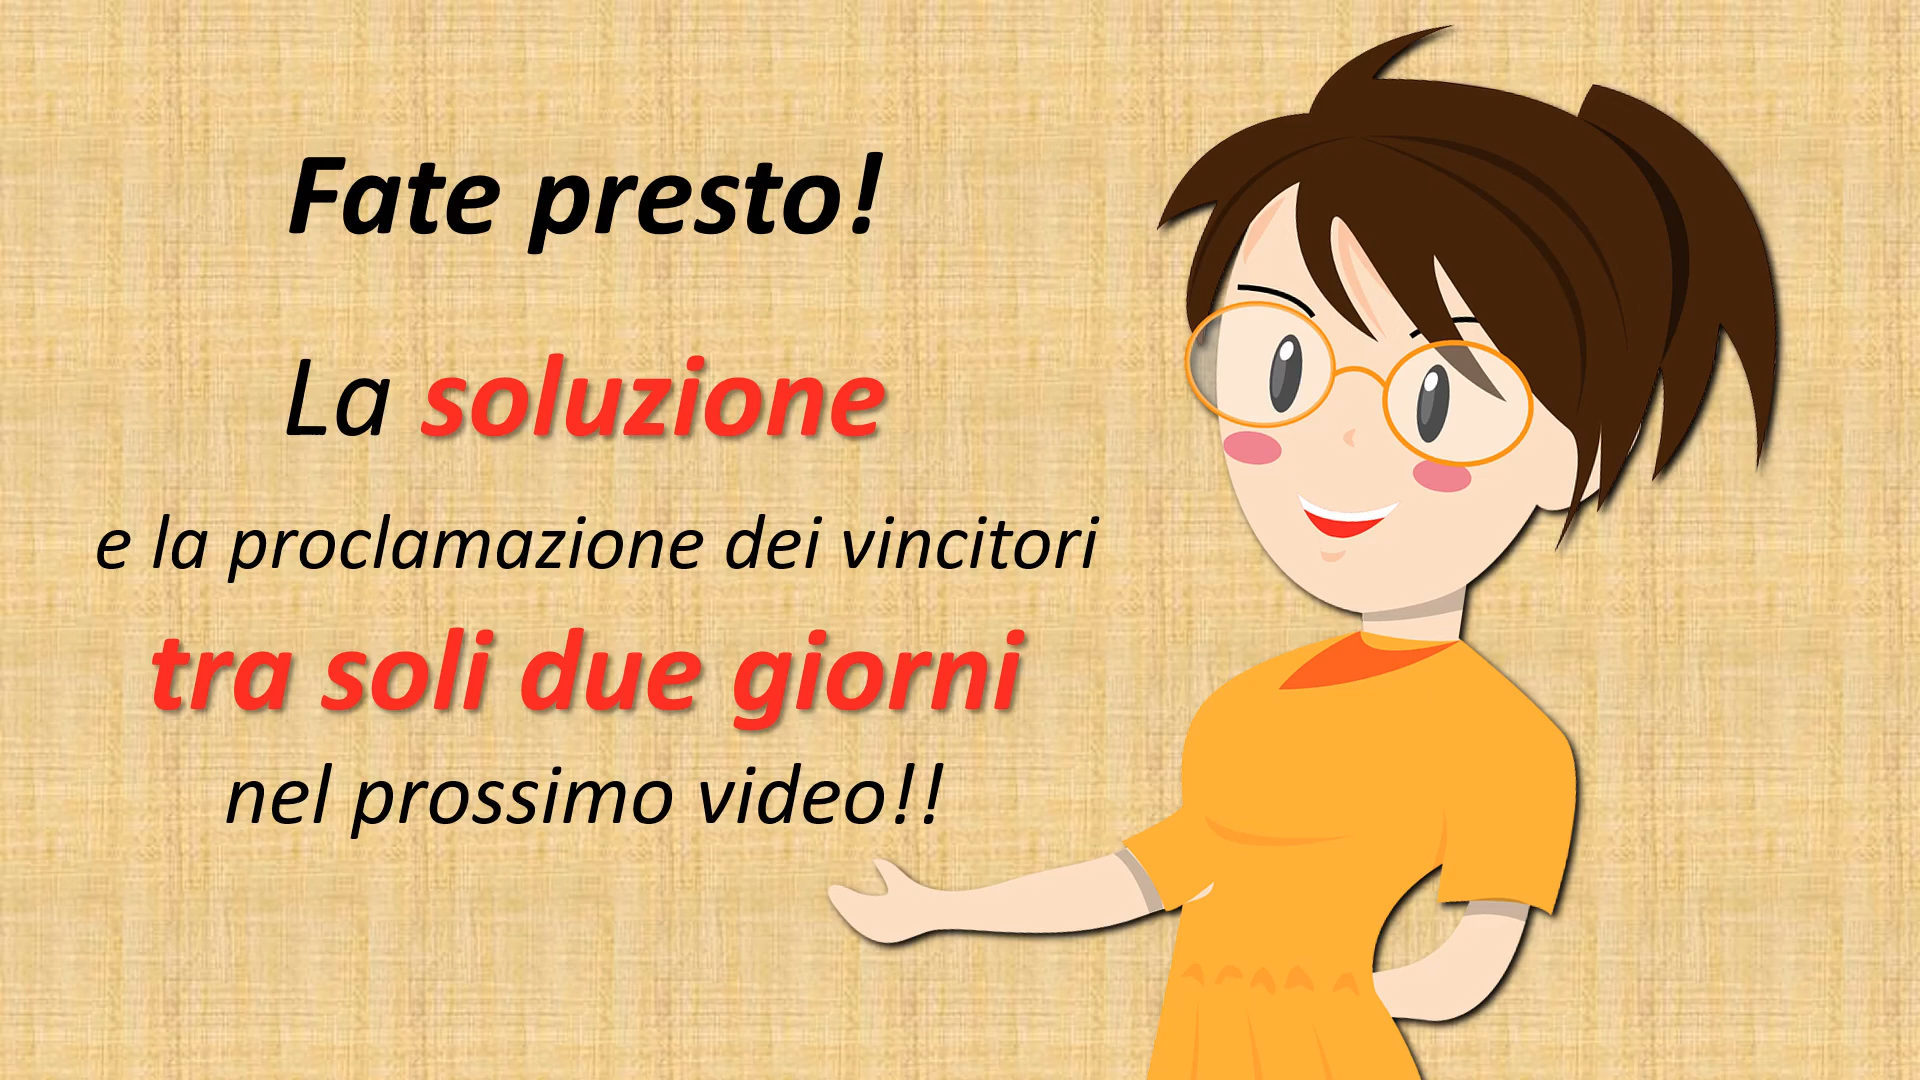 Fate presto!
La soluzione
e la proclamazione dei vincitori
tra soli due giorni
nel prossimo video!!